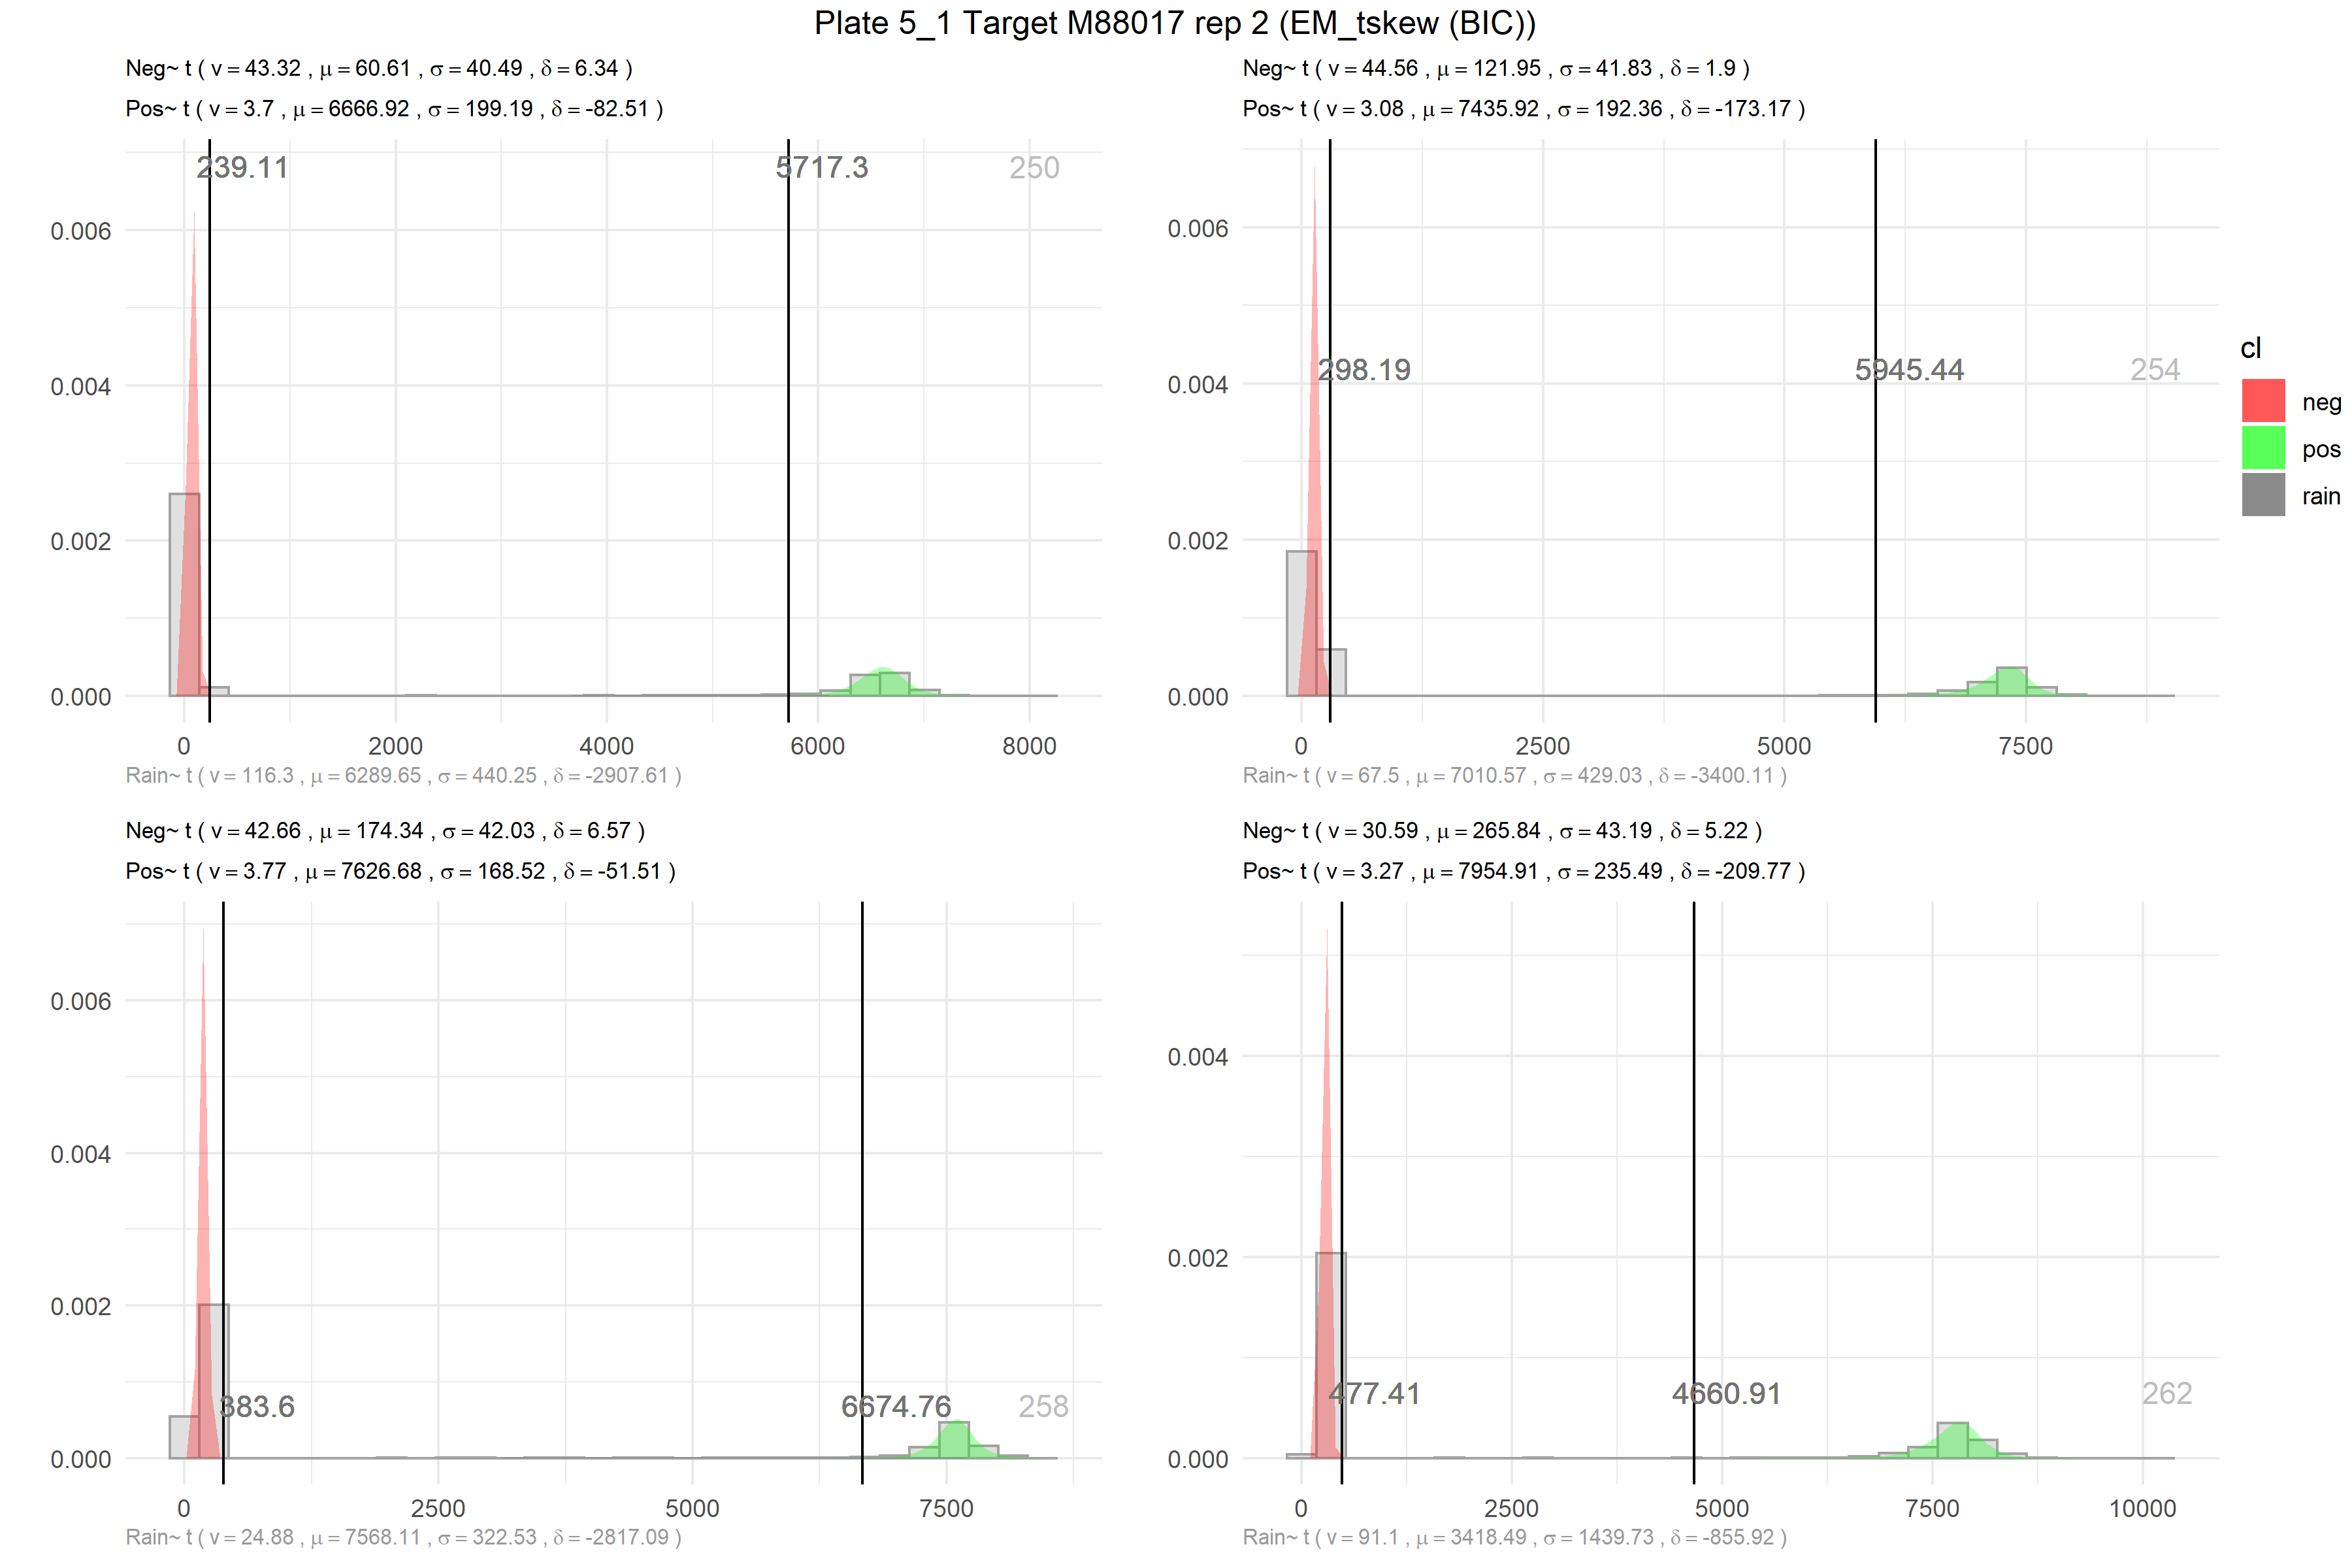 Plate 5_1 Target M88017 rep 2 (EM_tskew (BIC))
Neg~ t ( v = 43.32 , μ = 60.61 , σ = 40.49 , δ = 6.34 )
Pos~ t ( v = 3.7 , μ = 6666.92 , σ = 199.19 , δ = -82.51 )
239.11
5717.3
250
0.006
0.004
0.002
0.000
0
2000
4000
6000
8000
Rain~ t ( v = 116.3 , μ = 6289.65 , σ = 440.25 , δ = -2907.61 )
Neg~ t ( v = 44.56 , μ = 121.95 , σ = 41.83 , δ = 1.9 )
Pos~ t ( v = 3.08 , μ = 7435.92 , σ = 192.36 , δ = -173.17 )
298.19
5945.44
254
0.006
0.004
0.002
0.000
0
2500
5000
7500
Rain~ t ( v = 67.5 , μ = 7010.57 , σ = 429.03 , δ = -3400.11 )
cl
neg
pos
rain
Neg~ t ( v = 42.66 , μ = 174.34 , σ = 42.03 , δ = 6.57 )
Pos~ t ( v = 3.77 , μ = 7626.68 , σ = 168.52 , δ = -51.51 )
383.6
6674.76
258
0.006
0.004
0.002
0.000
0
2500
5000
7500
Rain~ t ( v = 24.88 , μ = 7568.11 , σ = 322.53 , δ = -2817.09 )
Neg~ t ( v = 30.59 , μ = 265.84 , σ = 43.19 , δ = 5.22 )
Pos~ t ( v = 3.27 , μ = 7954.91 , σ = 235.49 , δ = -209.77 )
477.41
4660.91
262
0.004
0.002
0.000
0
2500
5000
7500
10000
Rain~ t ( v = 91.1 , μ = 3418.49 , σ = 1439.73 , δ = -855.92 )